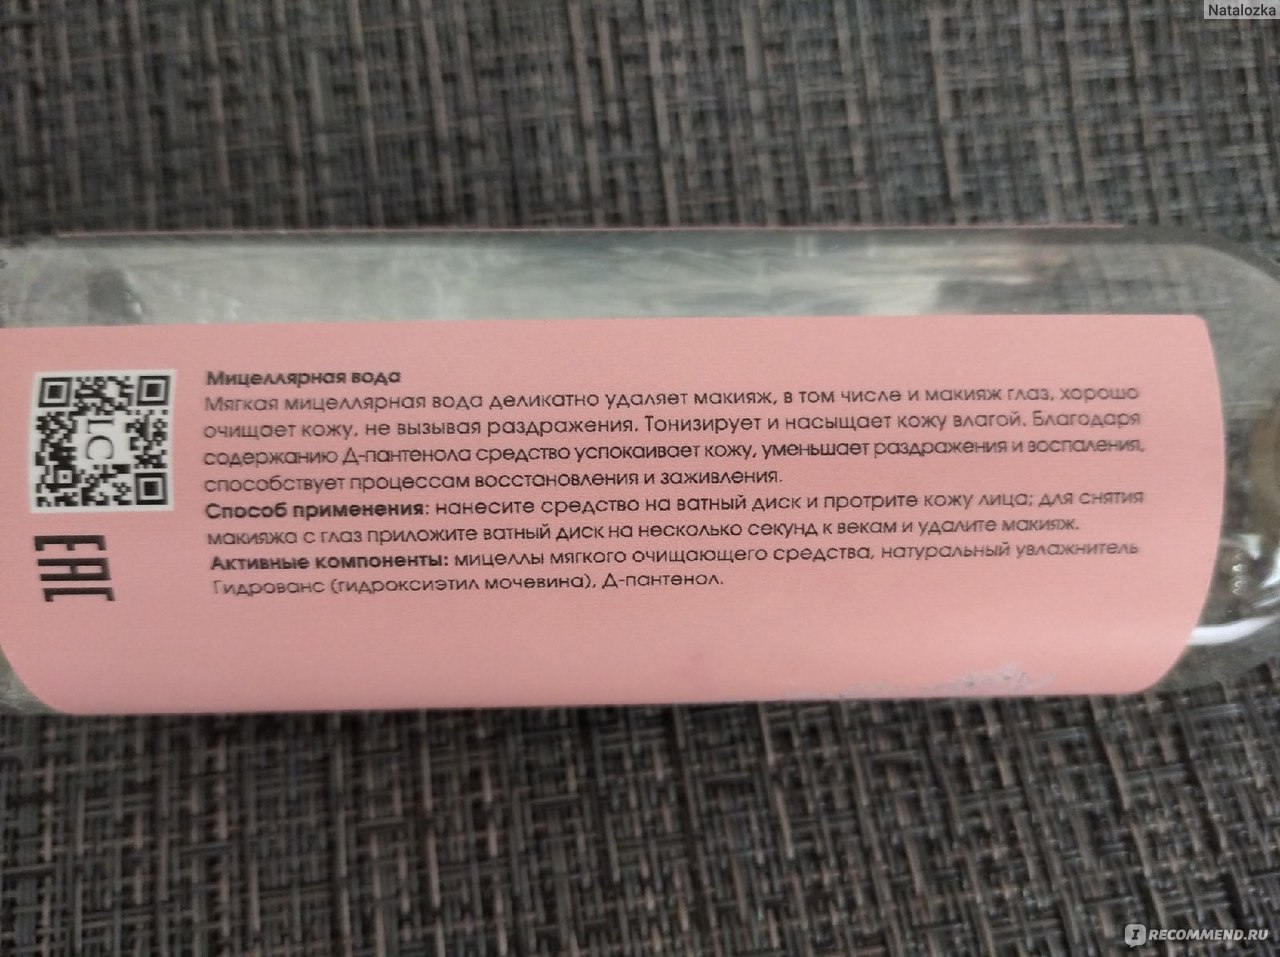 Natalozka
Мицеллярная вода
Мягкая мицеллярная вода деликатно удаляет макияж, в том числе и макияж глаз, хорошо
очищает кожу, не вызывая раздражения. Тонизирует и насыщает кожу влагой. Благодаря
содержанию Д-пантенола средство успокаивает кожу, уменьшает раздражения и воспаления,
способствует процессам восстановления и заживления.
Способ применения: нанесите средство на ватный диск и протрите кожу лица; для снятия
макияжа с глаз приложите ватный диск на несколько секунд к векам и удалите макияж.
Активные компоненты: мицеллы мягкого очищающего средства, натуральный увлажнитель
Гидрованс (гидроксиэтил мочевина), Д-пантенол.
LC
EAC
IRECOMMEND.RU